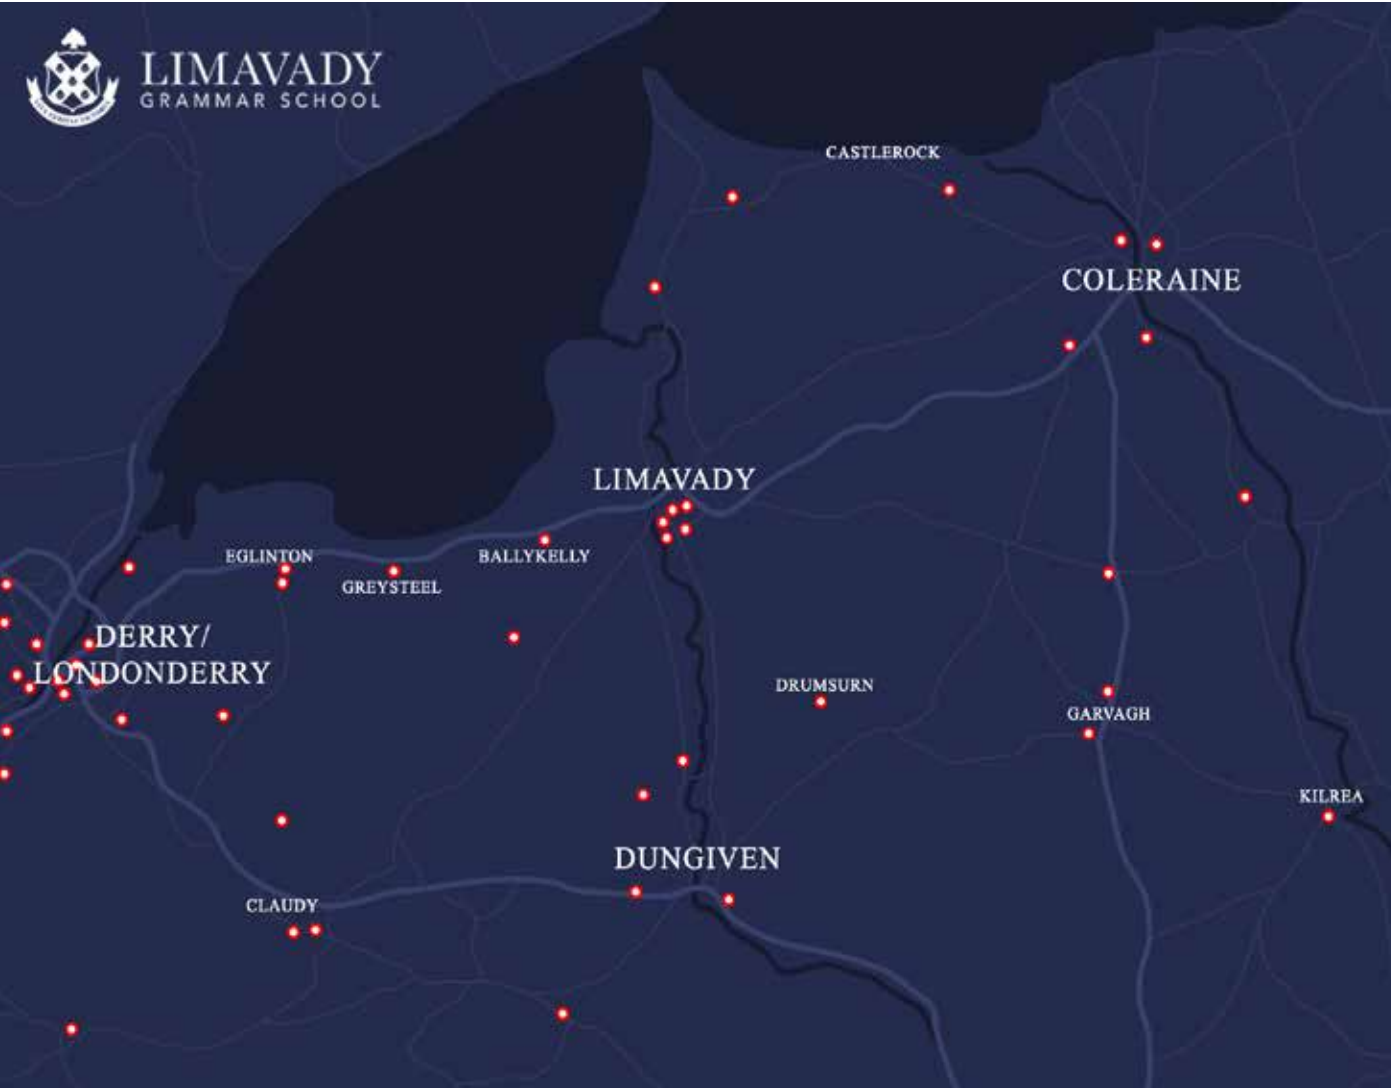 LIMAVADY
GRAMMAR SCHOOL
CASTLEROCK
COLERAINE
LIMAVADY
EGLINTON
BALLYKELLY
GREYSTEEL
DERRY/
LONDONDERRY
DRUMSURN
GARVAGH
KILREA
DUNGIVEN
CLAUDY